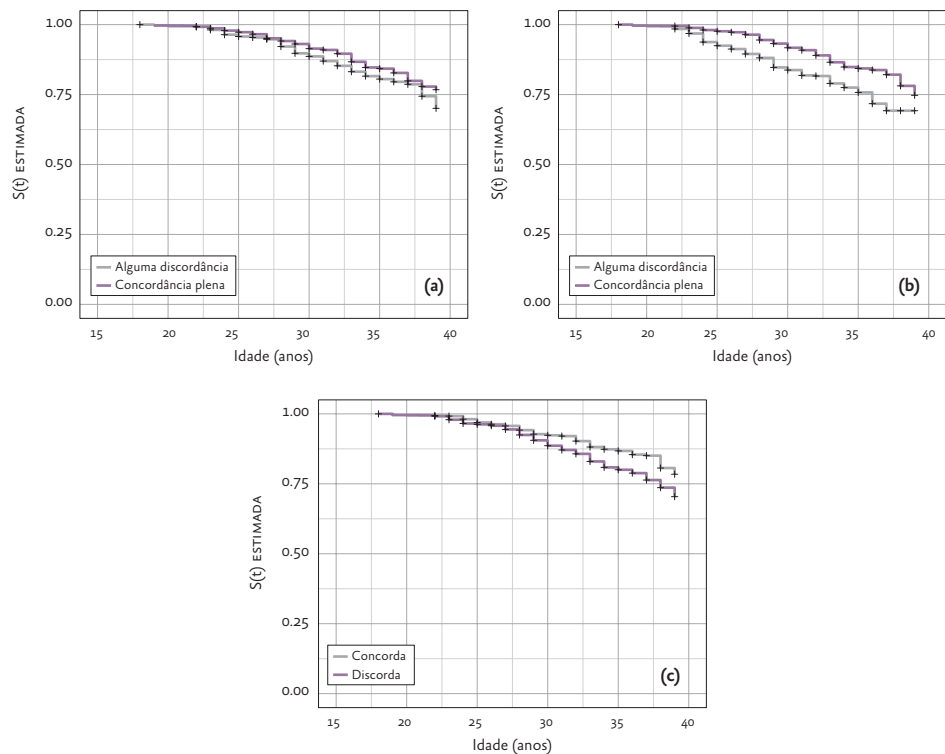 1.00
0.75
0.50
0.25
0.00
S(t) ESTIMADA
Alguma discordância
Concordância plena
(a)
15 20 25 30 35 40
Idade (anos)
1.00
0.75
0.50
0.25
0.00
S(t) ESTIMADA
Alguma discordância
Concordância plena
(b)
15 20 25 30 35 40
Idade (anos)
1.00
0.75
0.50
0.25
0.00
S(t) ESTIMADA
Concorda
Discorda
(c)
15 20 25 30 35 40
Idade (anos)